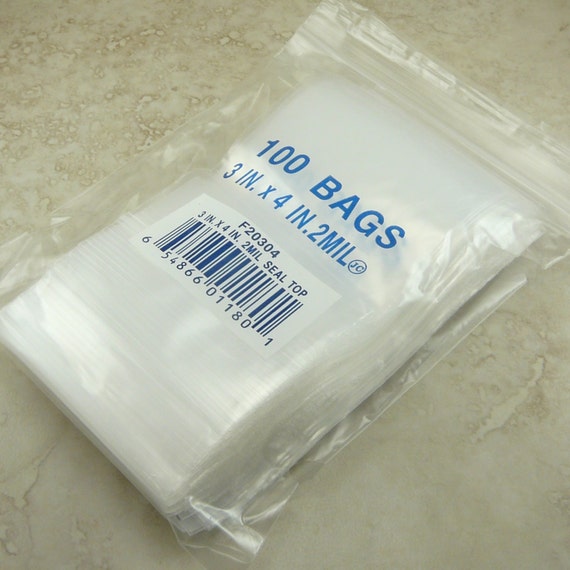 100 BAGS
3 IN. x 4 IN. 2MIL JC
F20304
3 IN. X 4 IN. 2MIL SEAL TOP
6 54866 01180 1